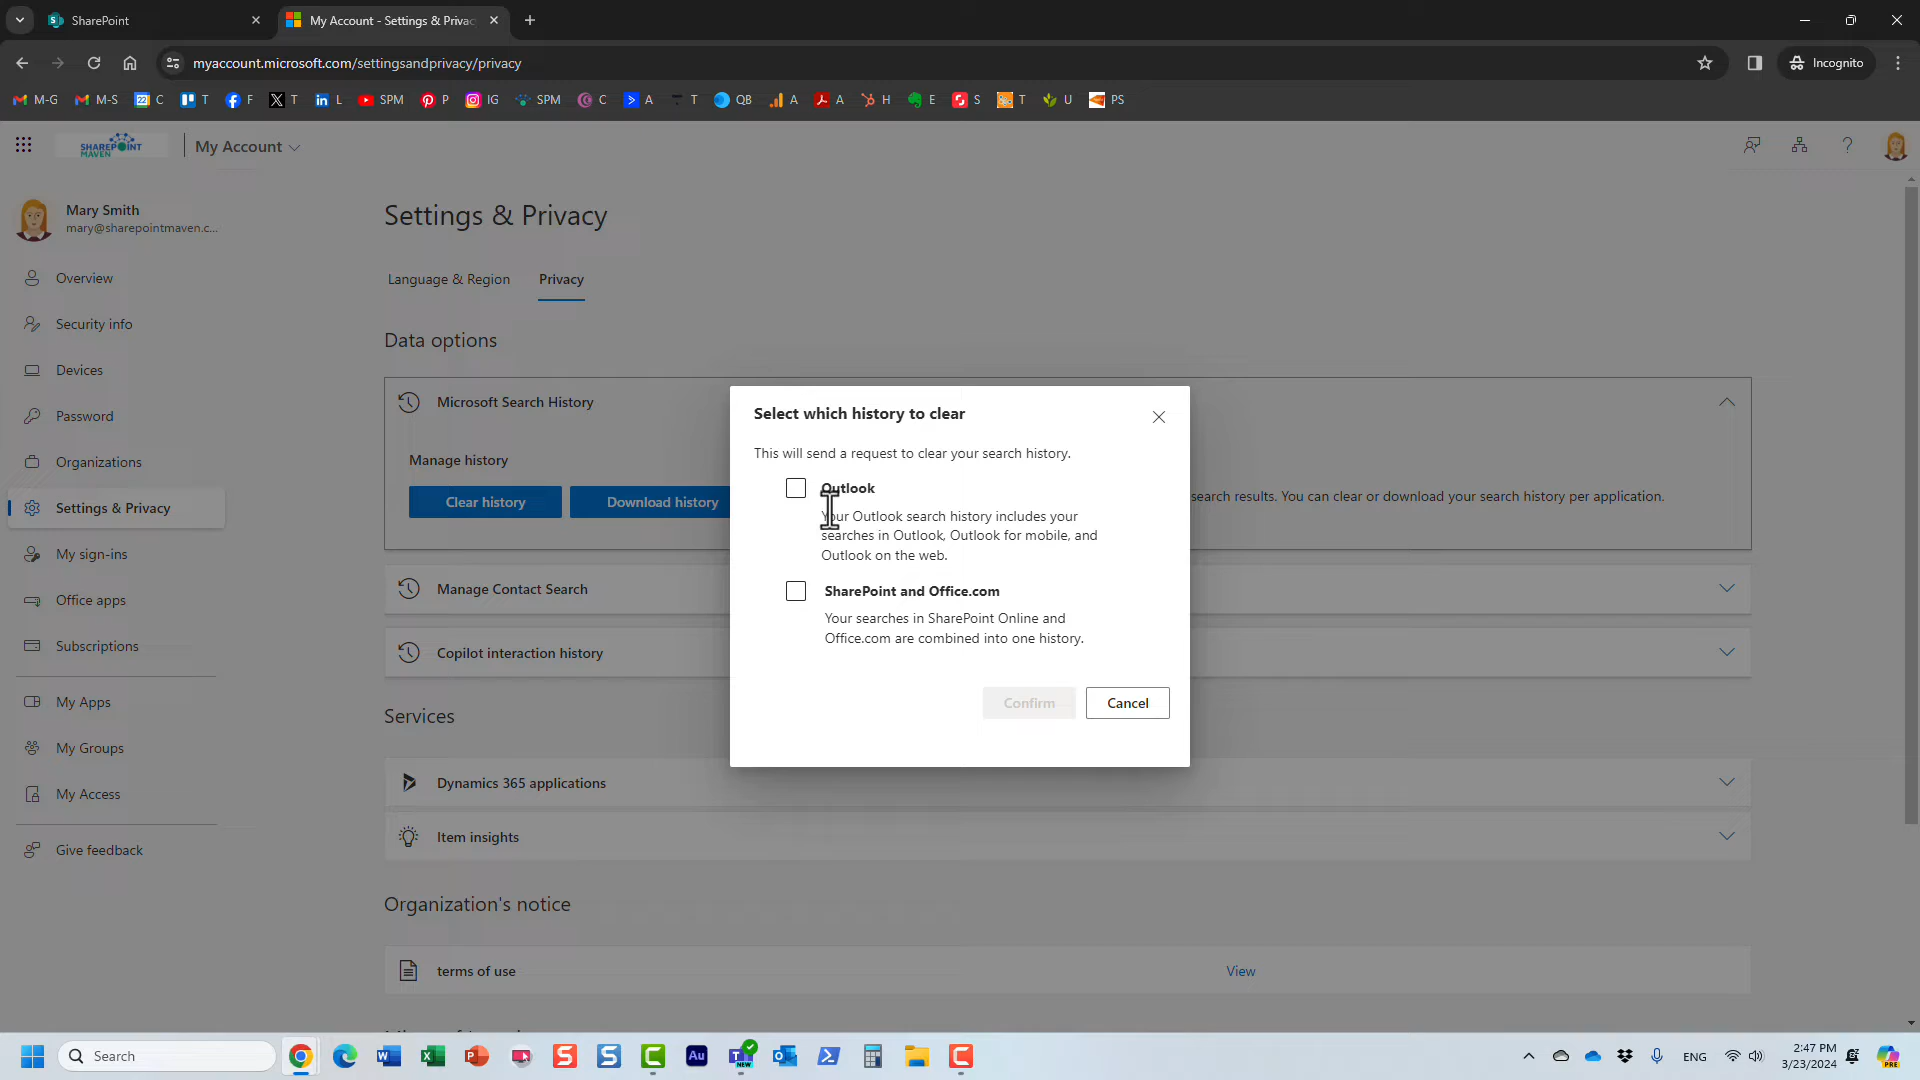 SharePoint
My Account - Settings & Privac
myaccount.microsoft.com/settingsandprivacy/privacy
Incognito
M-G
M-S
C
T
F
T
L
SPM
P
IG
SPM
C
A
T
QB
A
A
H
E
S
T
U
PS
SHAREPOINT
MAVEN
My Account
Mary Smith
mary@sharepointmaven.c...
Overview
Security info
Devices
Password
Organizations
Settings & Privacy
My sign-ins
Office apps
Subscriptions
My Apps
My Groups
My Access
Give feedback
Settings & Privacy
Language & Region
Privacy
Data options
Microsoft Search History
Manage history
Clear history
Download history
search results. You can clear or download your search history per application.
Manage Contact Search
Copilot interaction history
Services
Dynamics 365 applications
Item insights
Organization's notice
terms of use
View
Select which history to clear
This will send a request to clear your search history.
Outlook
Your Outlook search history includes your
searches in Outlook, Outlook for mobile, and
Outlook on the web.
SharePoint and Office.com
Your searches in SharePoint Online and
Office.com are combined into one history.
Confirm
Cancel
Search
ENG
2:47 PM
3/23/2024